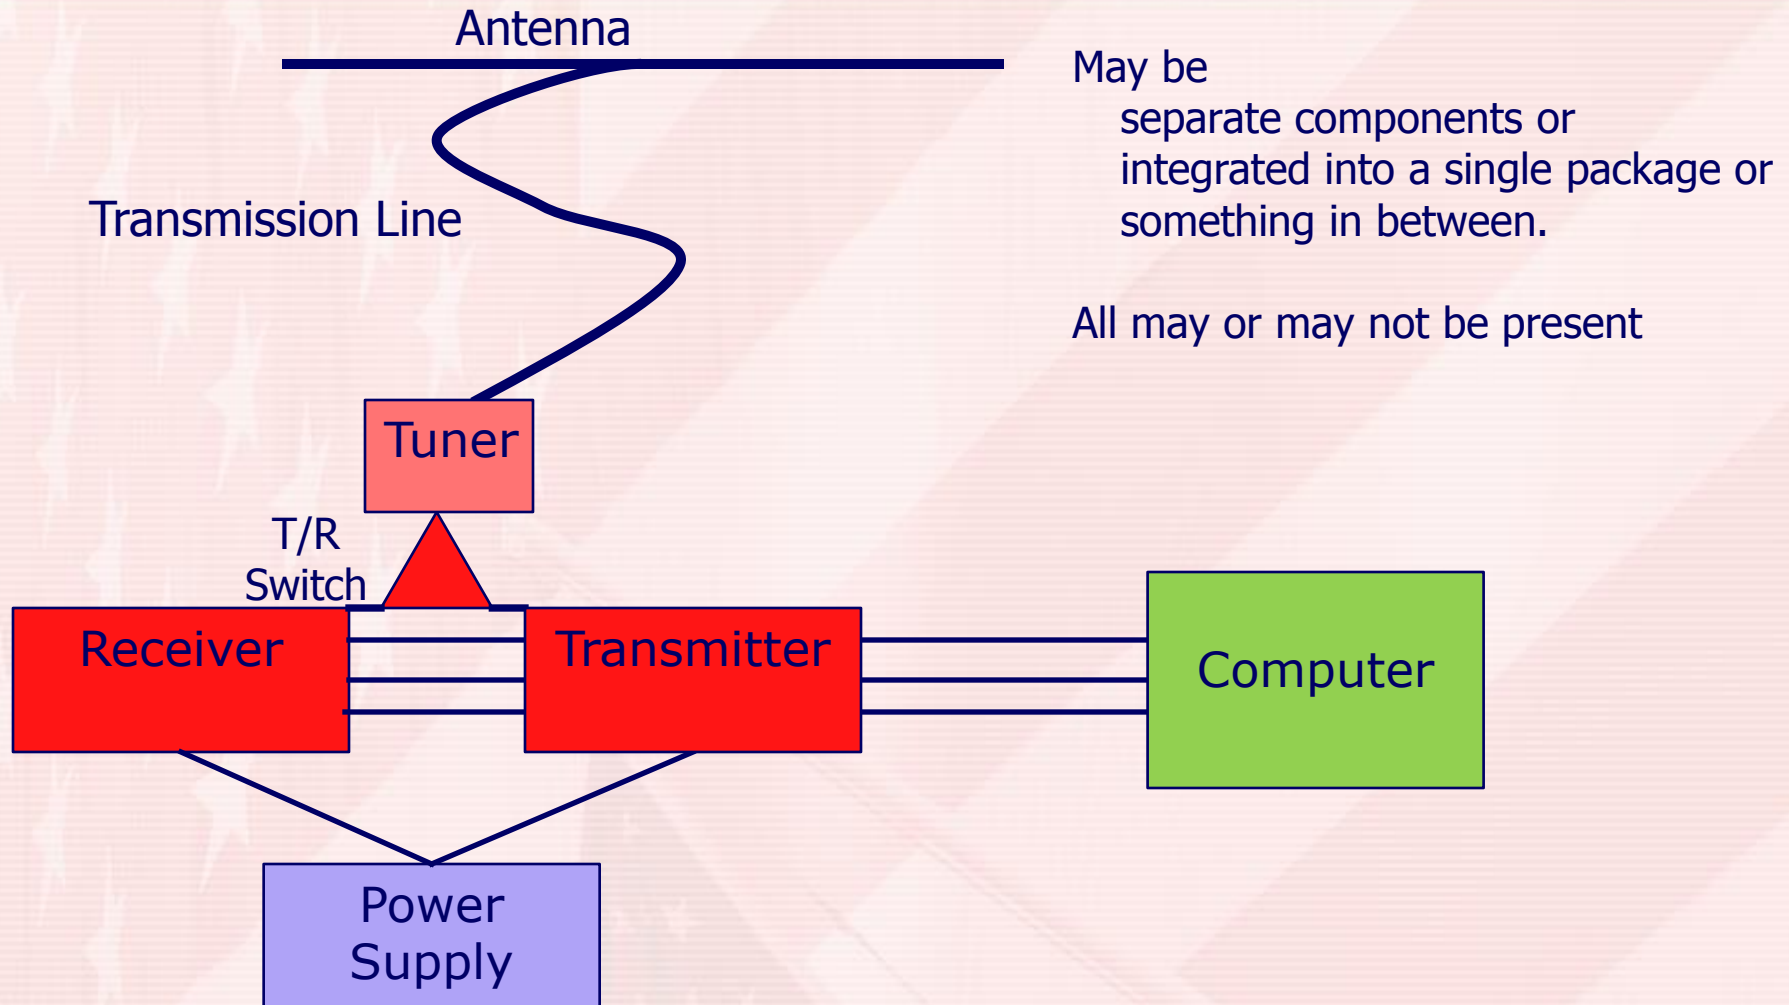 Antenna
May be
separate components or
integrated into a single package or
something in between.
Transmission Line
All may or may not be present
Tuner
T/R
Switch
Receiver
Transmitter
Computer
Power
Supply